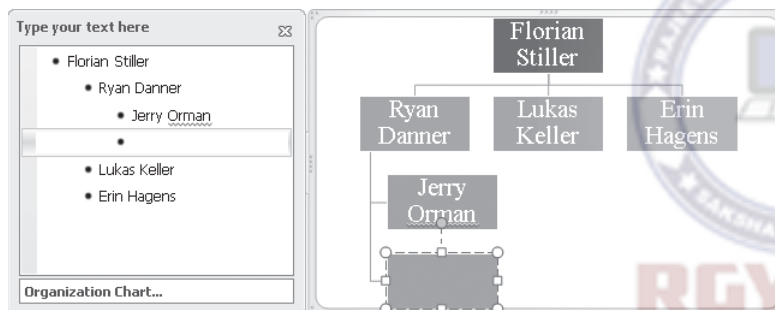 Type your text here
Florian Stiller
Ryan Danner
Jerry Orman
Lukas Keller
Erin Hagens
Organization Chart...
Florian
Stiller
Ryan
Danner
Lukas
Keller
Erin
Hagens
Jerry
Orman
RGY